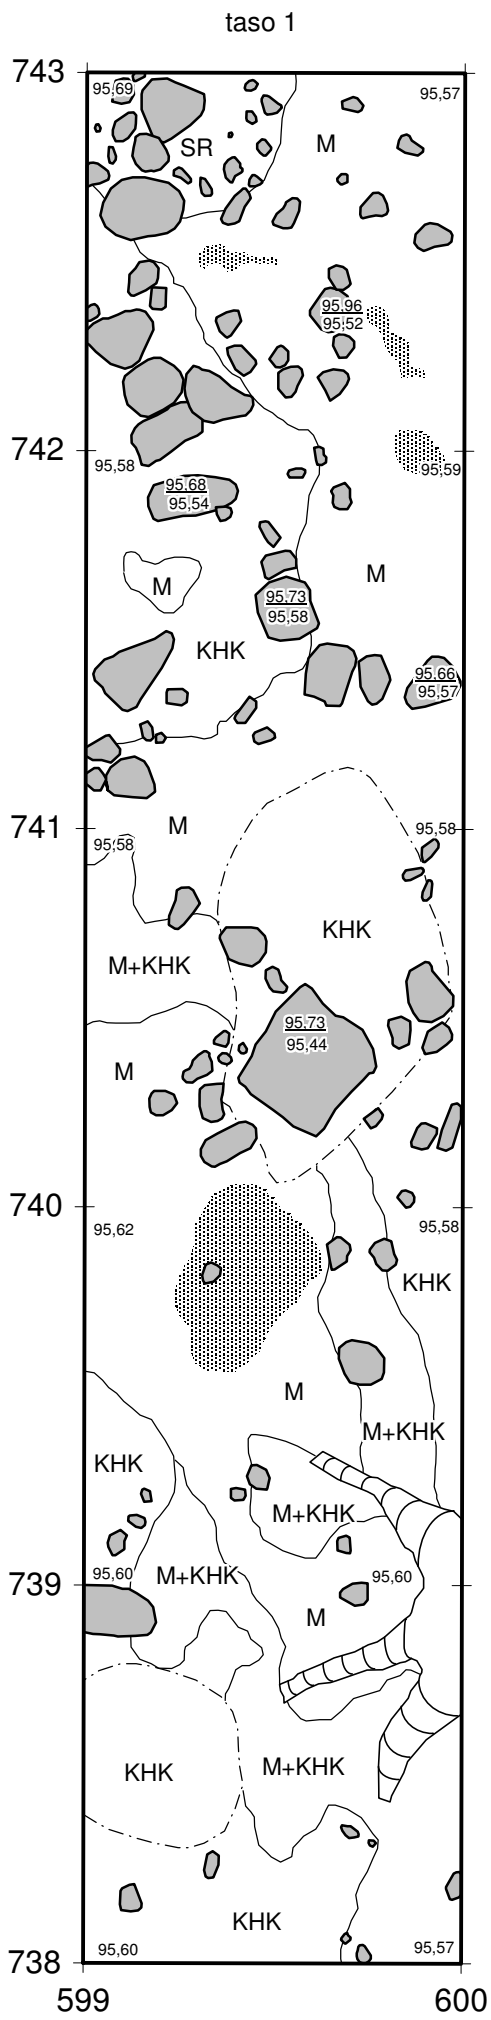 taso 1
743
95,69
95,57
SR
M
95.96
95,52
742
95,58
95,59
95.68
95,54
M
M
95.73
95,58
KHK
95.66
95,57
741
M
95,58
95,58
KHK
M+KHK
95.73
95,44
M
740
95,62
95,58
KHK
M
M+KHK
KHK
M+KHK
739
95,60
M+KHK
95,60
M
KHK
M+KHK
KHK
738
95,60
95,57
599
600